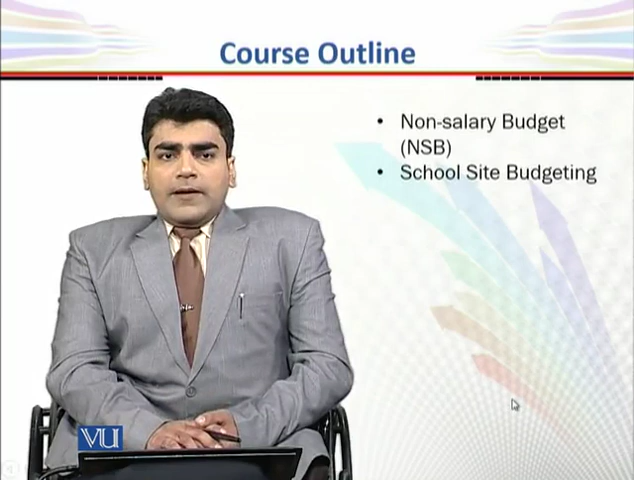 Course Outline
• Non-salary Budget
(NSB)
• School Site Budgeting
VU